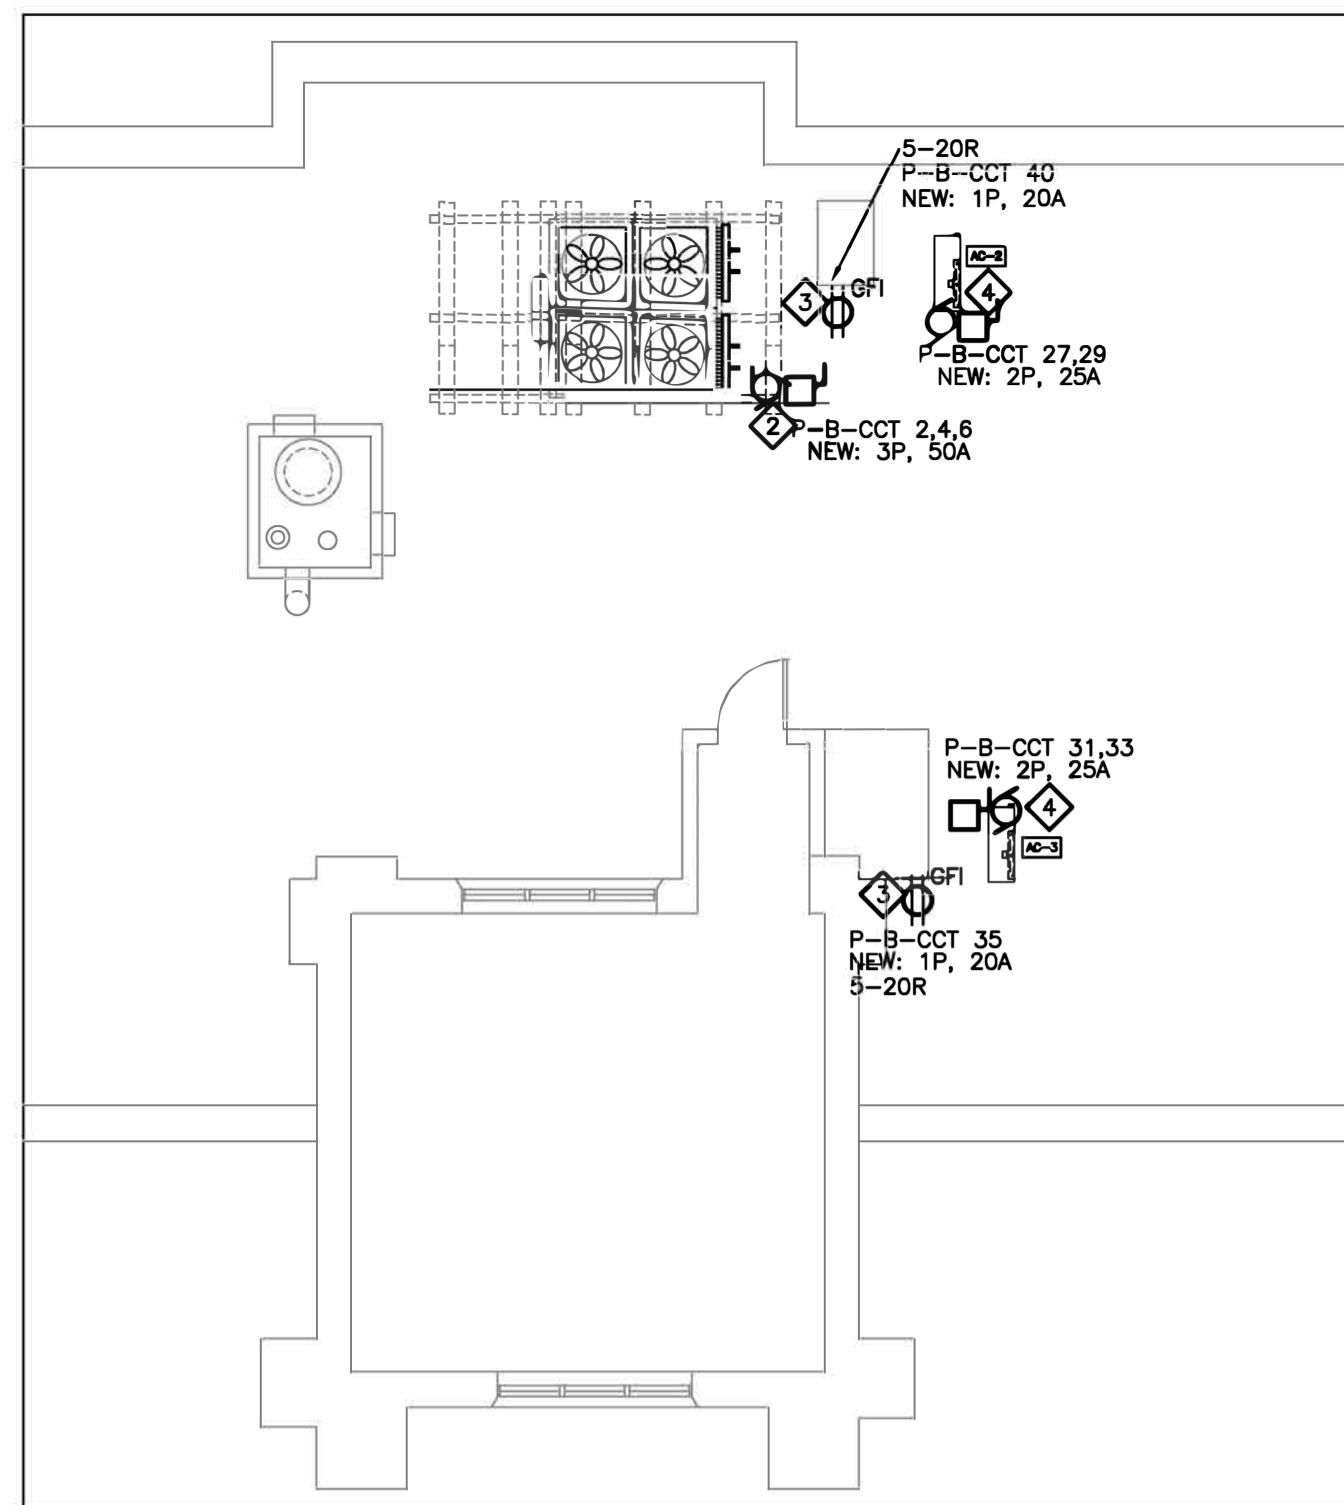 5-20R
P-B-CCT 40
NEW: 1P, 20A
AC-2
4
GFI
3
P-B-CCT 27,29
NEW: 2P, 25A
2
P-B-CCT 2,4,6
NEW: 3P, 50A
P-B-CCT 31,33
NEW: 2P, 25A
4
AC-3
GFI
3
P-B-CCT 35
NEW: 1P, 20A
5-20R